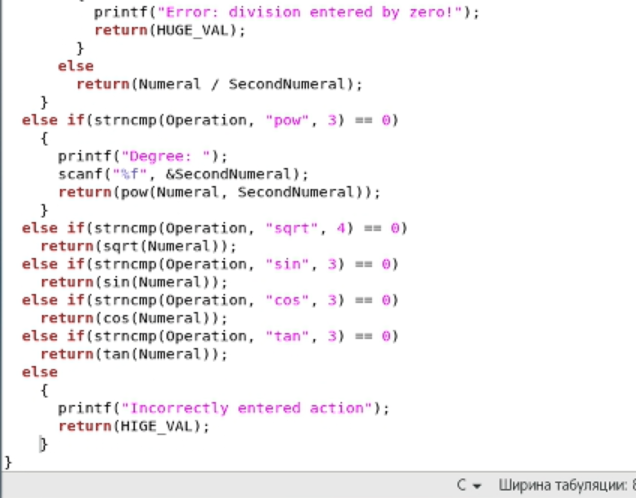 printf("Error: division entered by zero!");
return(HUGE_VAL);
}
else
return(Numeral / SecondNumeral);
}
else if(strncmp(Operation, "pow", 3) == 0)
{
printf("Degree: ");
scanf("%f", &SecondNumeral);
return(pow(Numeral, SecondNumeral));
}
else if(strncmp(Operation, "sqrt", 4) == 0)
return(sqrt(Numeral));
else if(strncmp(Operation, "sin", 3) == 0)
return(sin(Numeral));
else if(strncmp(Operation, "cos", 3) == 0)
return(cos(Numeral));
else if(strncmp(Operation, "tan", 3) == 0)
return(tan(Numeral));
else
{
printf("Incorrectly entered action");
return(HIGE_VAL);
}
}
C Ширина табуляции: 8